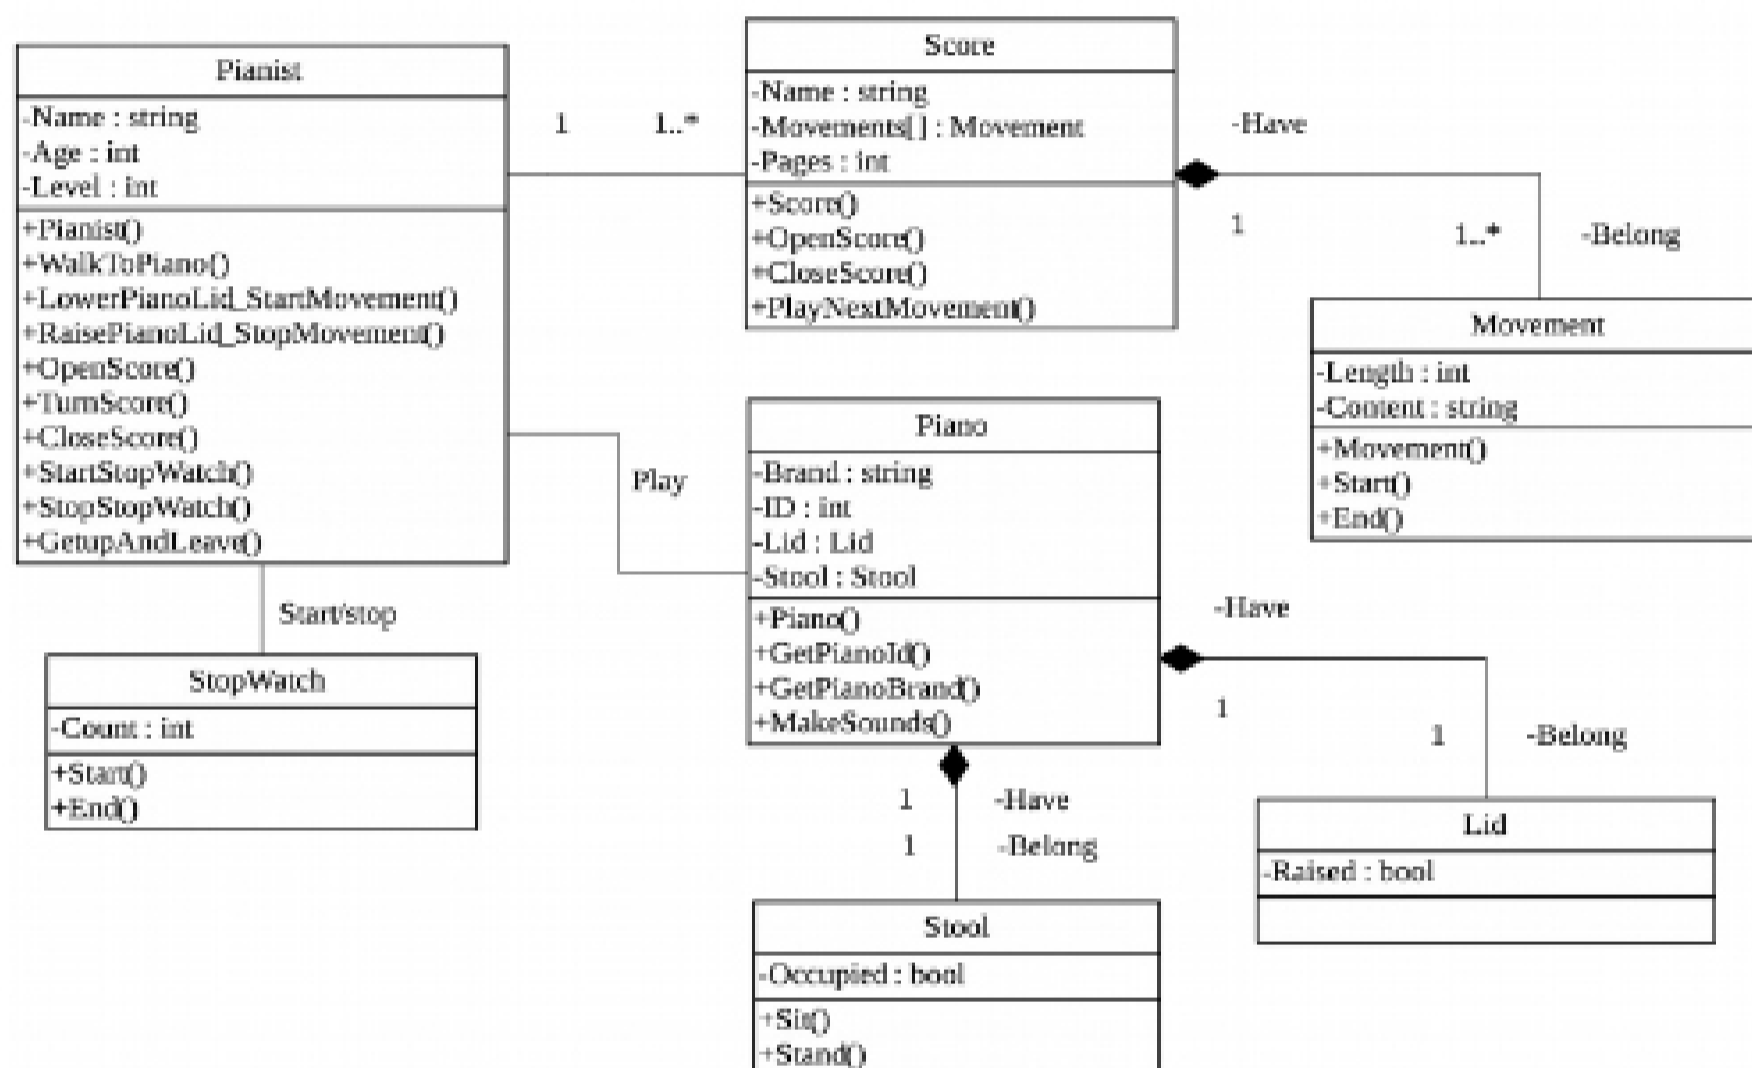 Pianist
-Name : string
-Age : int
-Level : int
+Pianist()
+WalkToPiano()
+LowerPianoLid_StartMovement()
+RaisePianoLid_StopMovement()
+OpenScore()
+TurnScore()
+CloseScore()
+StartStopWatch()
+StopStopWatch()
+GetupAndLeave()
1
1..*
Score
-Name : string
-Movements[] : Movement
-Pages : int
+Score()
+OpenScore()
+CloseScore()
+PlayNextMovement()
-Have
1
1..*
-Belong
Movement
-Length : int
-Content : string
+Movement()
+Start()
+End()
Play
Piano
-Brand : string
-ID : int
-Lid : Lid
-Stool : Stool
+Piano()
+GetPianoId()
+GetPianoBrand()
+MakeSounds()
-Have
1
1
-Belong
Lid
-Raised : bool
Start/stop
StopWatch
-Count : int
+Start()
+End()
1
-Have
1
-Belong
Stool
-Occupied : bool
+Sit()
+Stand()